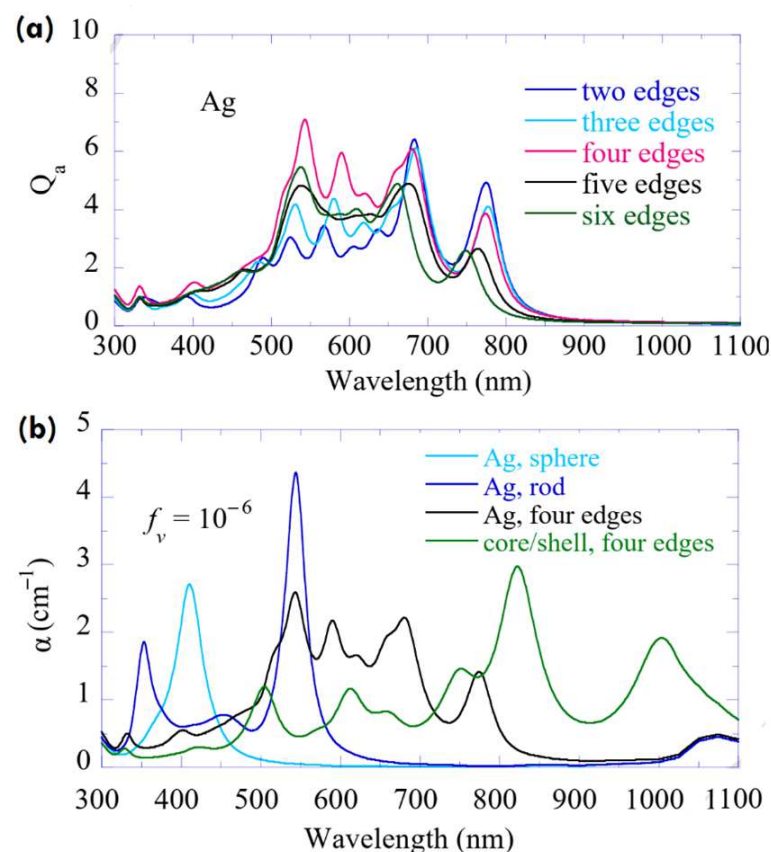 (a)
10
8
6
4
2
0
Q_a
Ag
two edges
three edges
four edges
five edges
six edges
300 400 500 600 700 800 900 1000 1100
Wavelength (nm)
(b)
5
4
3
2
1
0
α (cm⁻¹)
f_v = 10⁻⁶
Ag, sphere
Ag, rod
Ag, four edges
core/shell, four edges
300 400 500 600 700 800 900 1000 1100
Wavelength (nm)